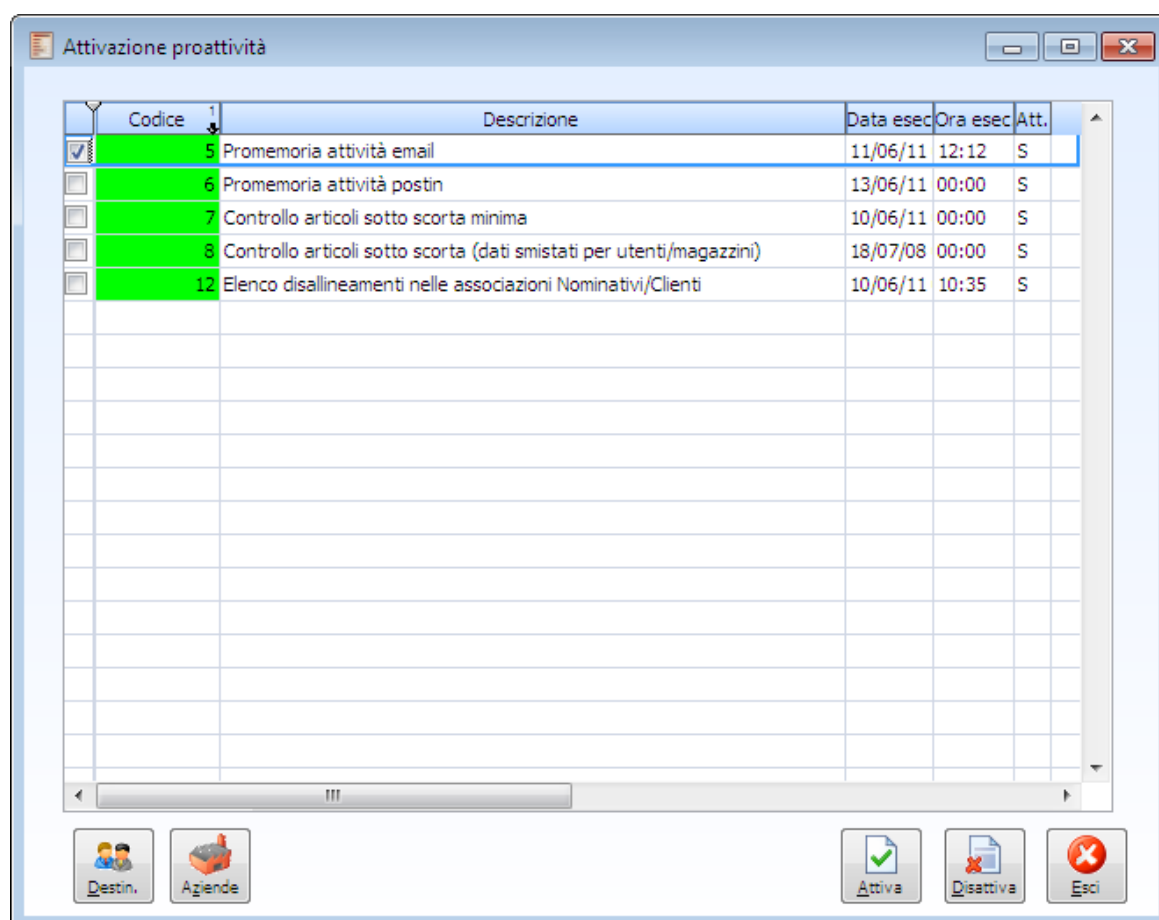 Attivazione proattività
Codice 1 Descrizione Data esec Ora esec Att.
5 Promemoria attività email 11/06/11 12:12 S
6 Promemoria attività postin 13/06/11 00:00 S
7 Controllo articoli sotto scorta minima 10/06/11 00:00 S
8 Controllo articoli sotto scorta (dati smistati per utenti/magazzini) 18/07/08 00:00 S
12 Elenco disallineamenti nelle associazioni Nominativi/Clienti 10/06/11 10:35 S
Destin. Aziende Attiva Disattiva Esci